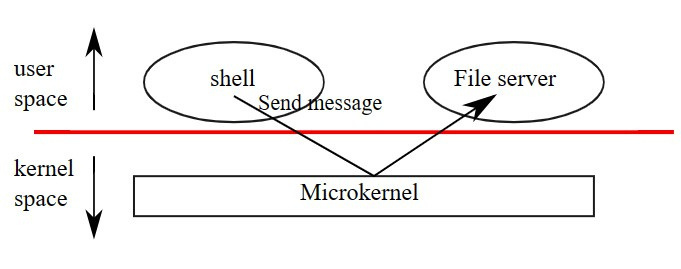 user
space
shell
File server
Send message
kernel
space
Microkernel